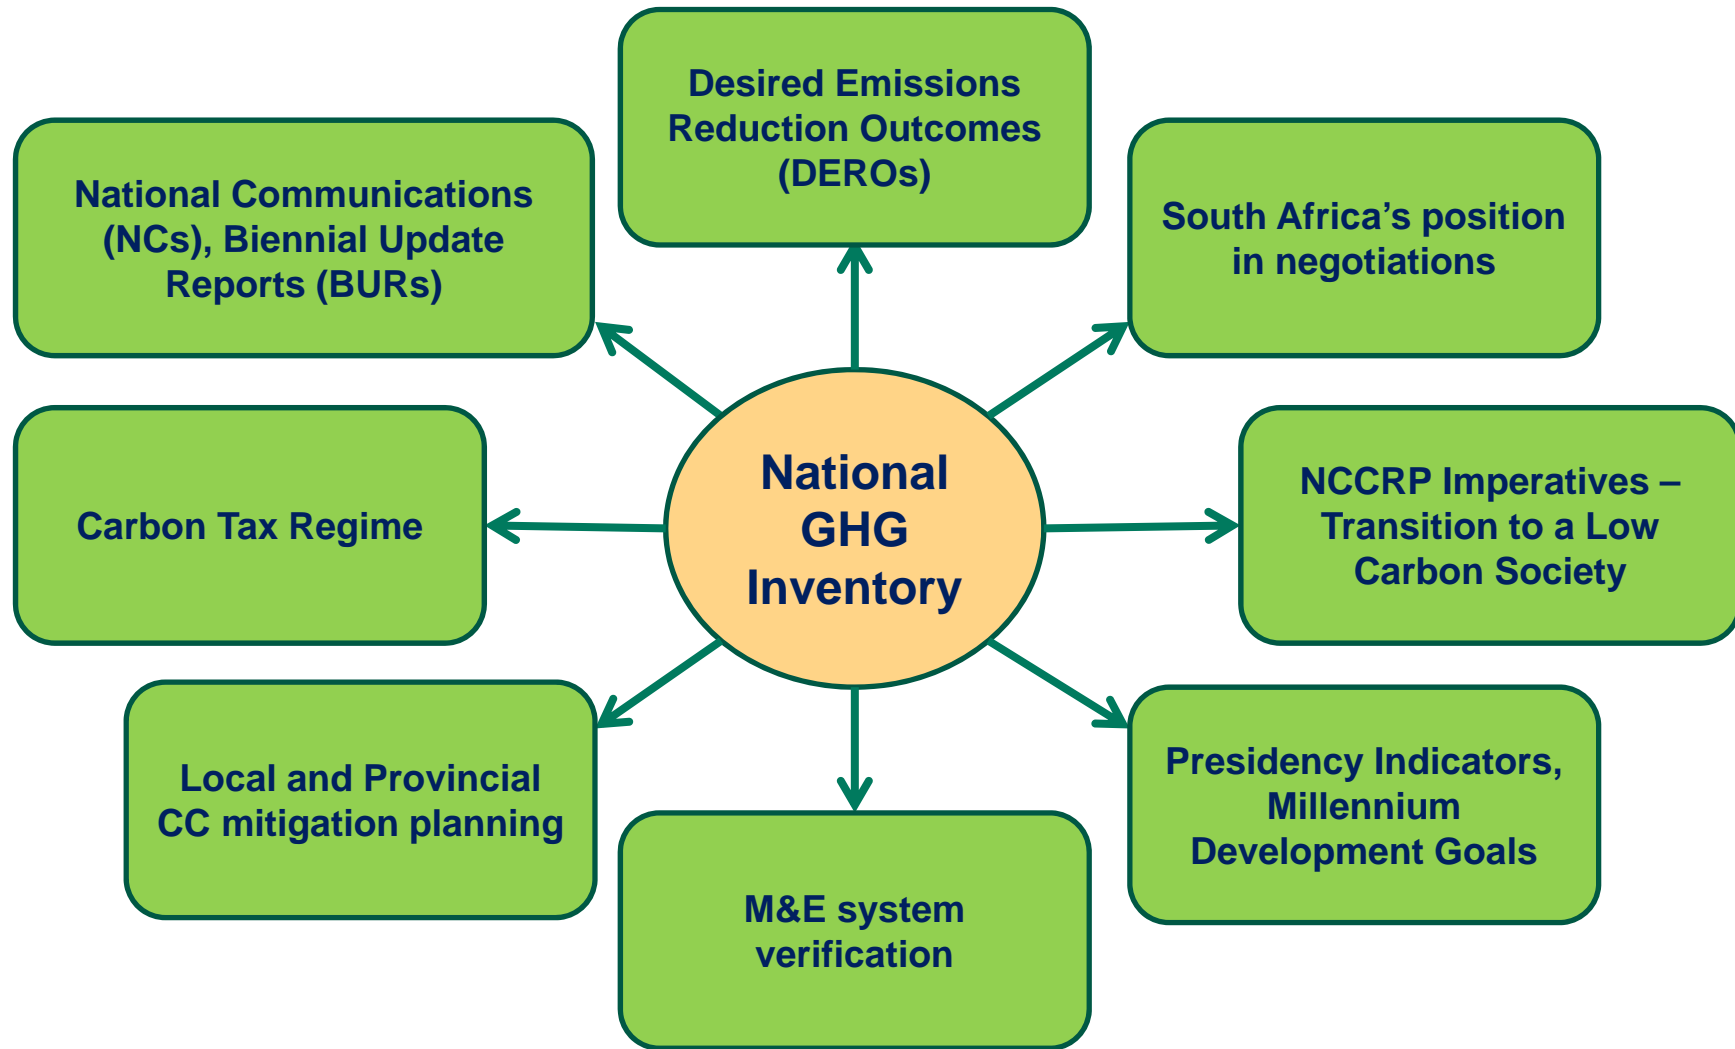 Desired Emissions
Reduction Outcomes
(DEROs)
National Communications
(NCs), Biennial Update
Reports (BURs)
South Africa’s position
in negotiations
Carbon Tax Regime
National
GHG
Inventory
NCCRP Imperatives –
Transition to a Low
Carbon Society
Local and Provincial
CC mitigation planning
Presidency Indicators,
Millennium
Development Goals
M&E system
verification